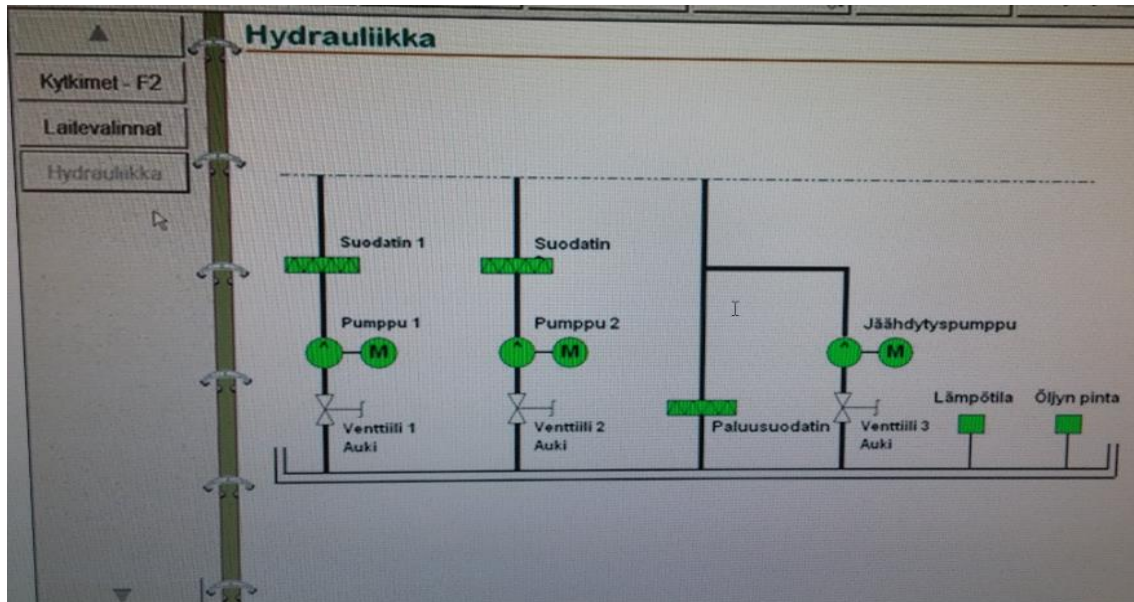 Hydrauliikka
Kytkimet - F2
Laitevalinnat
Hydrauliikka
Suodatin 1
Suodatin
Pumppu 1
Pumppu 2
Jäähdytyspumppu
M
M
M
Lämpötila
Öljyn pinta
Venttiili 1
Auki
Venttiili 2
Auki
Paluusuodatin
Venttiili 3
Auki